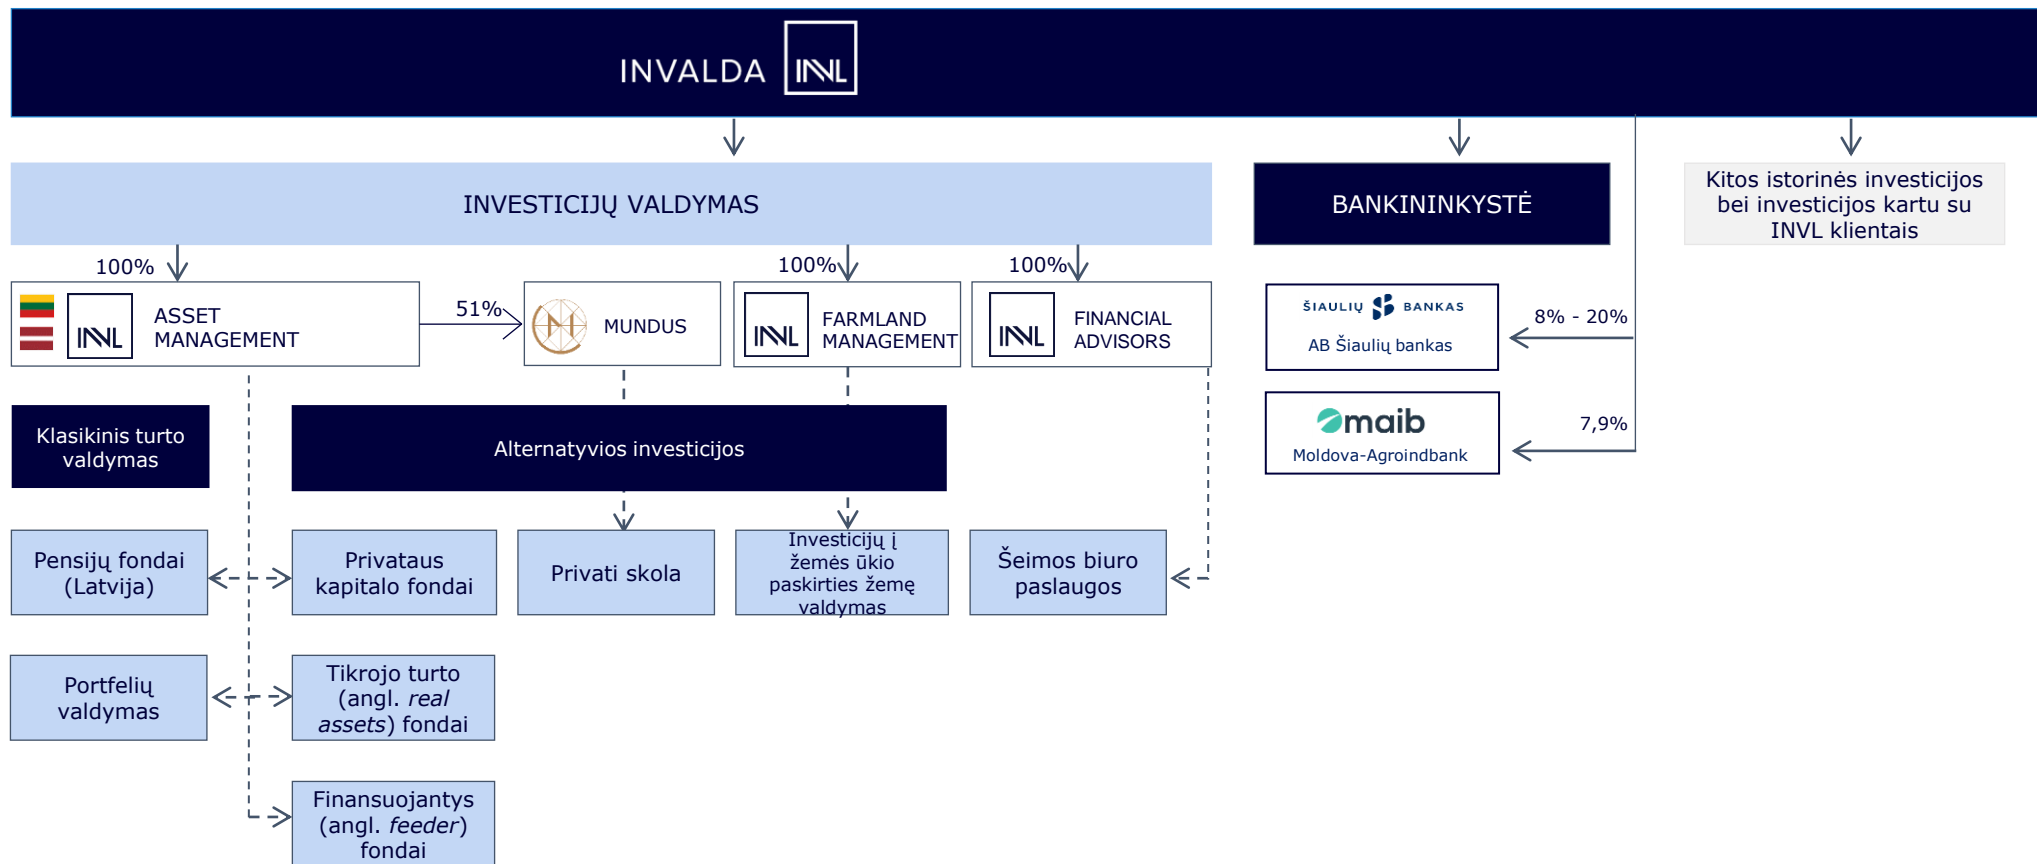 INVALDA INVL
INVESTICIJŲ VALDYMAS
BANKININKYSTĖ
Kitos istorinės investicijos
bei investicijos kartu su
INVL klientais
100%
100%
100%
INVL
ASSET
MANAGEMENT
51%
M
MUNDUS
INVL
FARMLAND
MANAGEMENT
INVL
FINANCIAL
ADVISORS
ŠIAULIŲ BANKAS
AB Šiaulių bankas
8% - 20%
maib
Moldova-Agroindbank
7,9%
Klasikinis turto
valdymas
Alternatyvios investicijos
Pensijų fondai
(Latvija)
Privataus
kapitalo fondai
Privati skola
Investicijų į
žemės ūkio
paskirties žemę
valdymas
Šeimos biuro
paslaugos
Portfelių
valdymas
Tikrojo turto
(angl. real
assets) fondai
Finansuojantys
(angl. feeder)
fondai